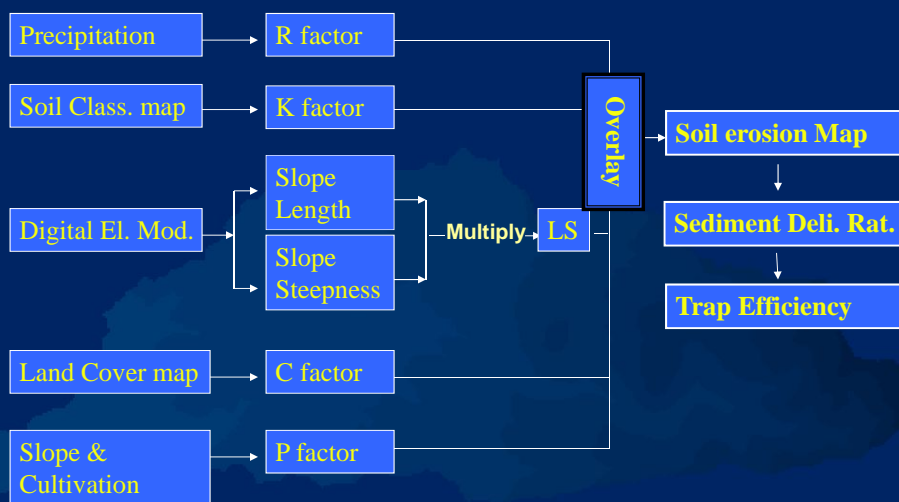 Precipitation
R factor
Soil Class. map
K factor
Overlay
Soil erosion Map
Slope
Length
Digital El. Mod.
Multiply
LS
Sediment Deli. Rat.
Slope
Steepness
Trap Efficiency
Land Cover map
C factor
Slope &
Cultivation
P factor